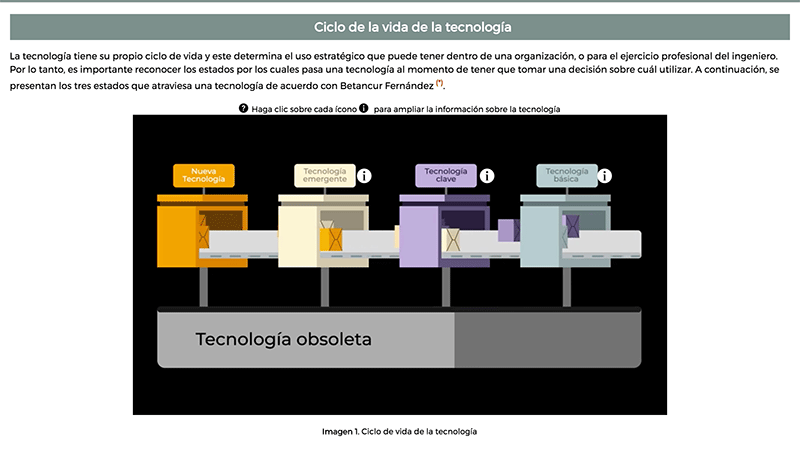 Ciclo de la vida de la tecnología
La tecnología tiene su propio ciclo de vida y este determina el uso estratégico que puede tener dentro de una organización, o para el ejercicio profesional del ingeniero.
Por lo tanto, es importante reconocer los estados por los cuales pasa una tecnología al momento de tener que tomar una decisión sobre cuál utilizar. A continuación, se
presentan los tres estados que atraviesa una tecnología de acuerdo con Betancur Fernández (*).
? Haga clic sobre cada ícono i para ampliar la información sobre la tecnología
Nueva
Tecnología
Tecnología
emergente
i
Tecnología
clave
i
Tecnología
básica
i
Tecnología obsoleta
Imagen 1. Ciclo de vida de la tecnología